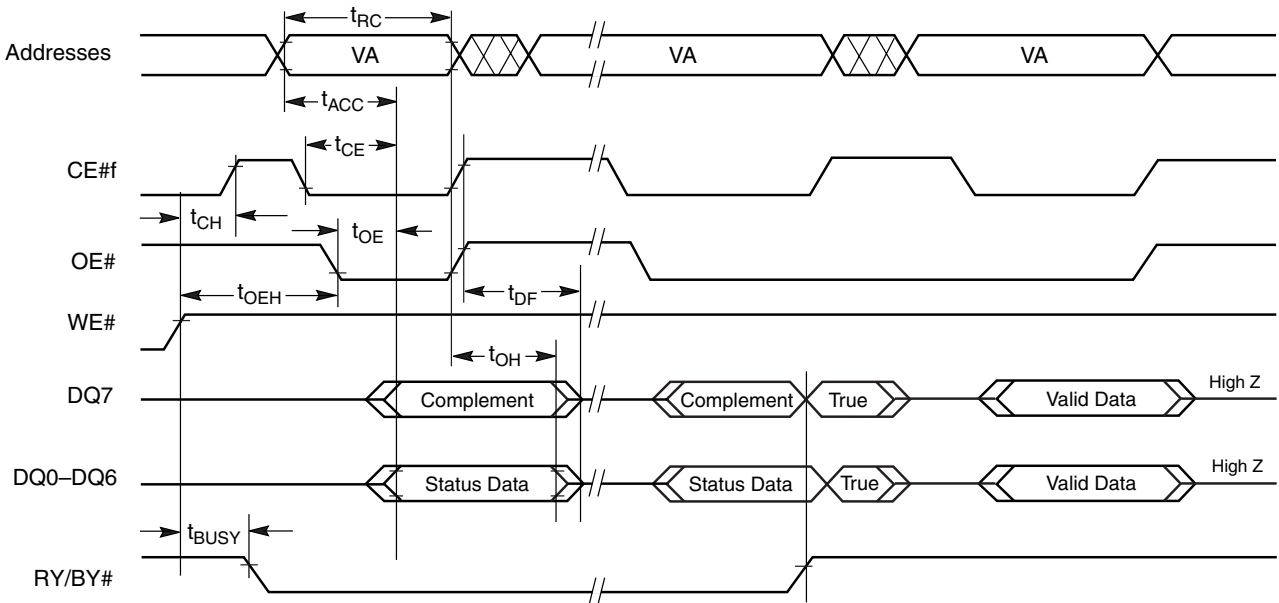 tRC
Addresses VA VA VA
tACC
tCE
CE#f
tCH
tOE
OE#
tOEH
tDF
WE#
tOH
DQ7 Complement Complement True Valid Data High Z
DQ0–DQ6 Status Data Status Data True Valid Data High Z
tBUSY
RY/BY#